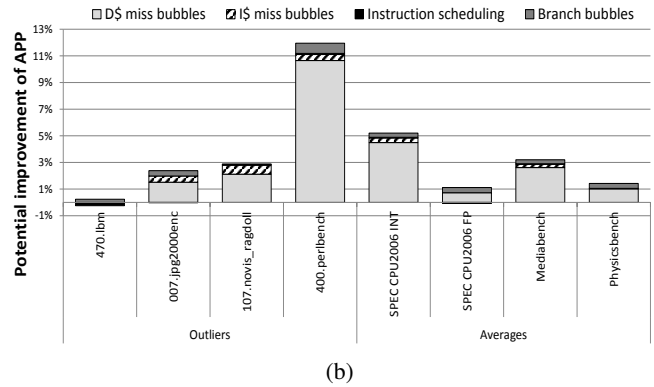 D$ miss bubbles I$ miss bubbles Instruction scheduling Branch bubbles
Potential improvement of APP
13%
11%
9%
7%
5%
3%
1%
-1%
470.lbm
007.jpg2000enc
107.novis_ragdoll
400.perlbench
SPEC CPU2006 INT
SPEC CPU2006 FP
Mediabench
Physicsbench
Outliers Averages
(b)